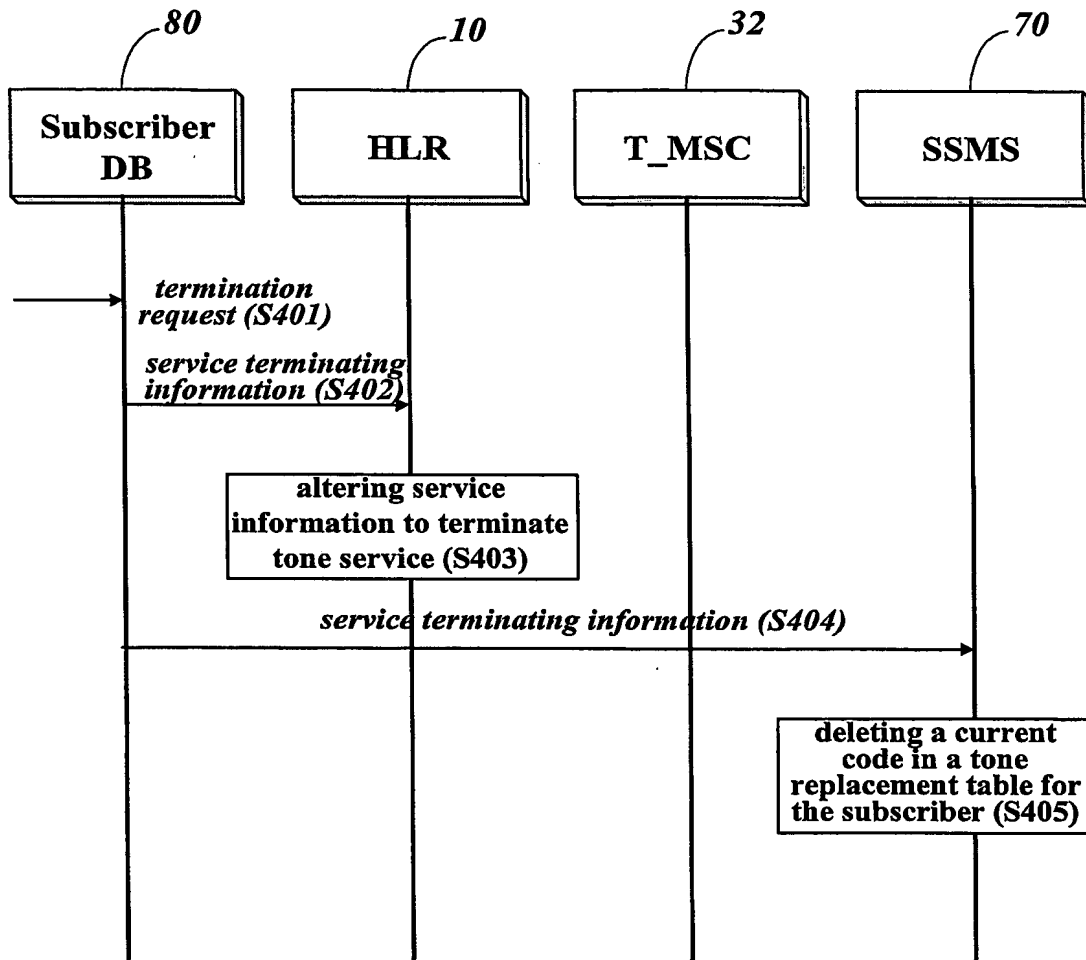 80
10
32
70
Subscriber
DB
HLR
T_MSC
SSMS
termination
request (S401)
service terminating
information (S402)
altering service
information to terminate
tone service (S403)
service terminating information (S404)
deleting a current
code in a tone
replacement table for
the subscriber (S405)